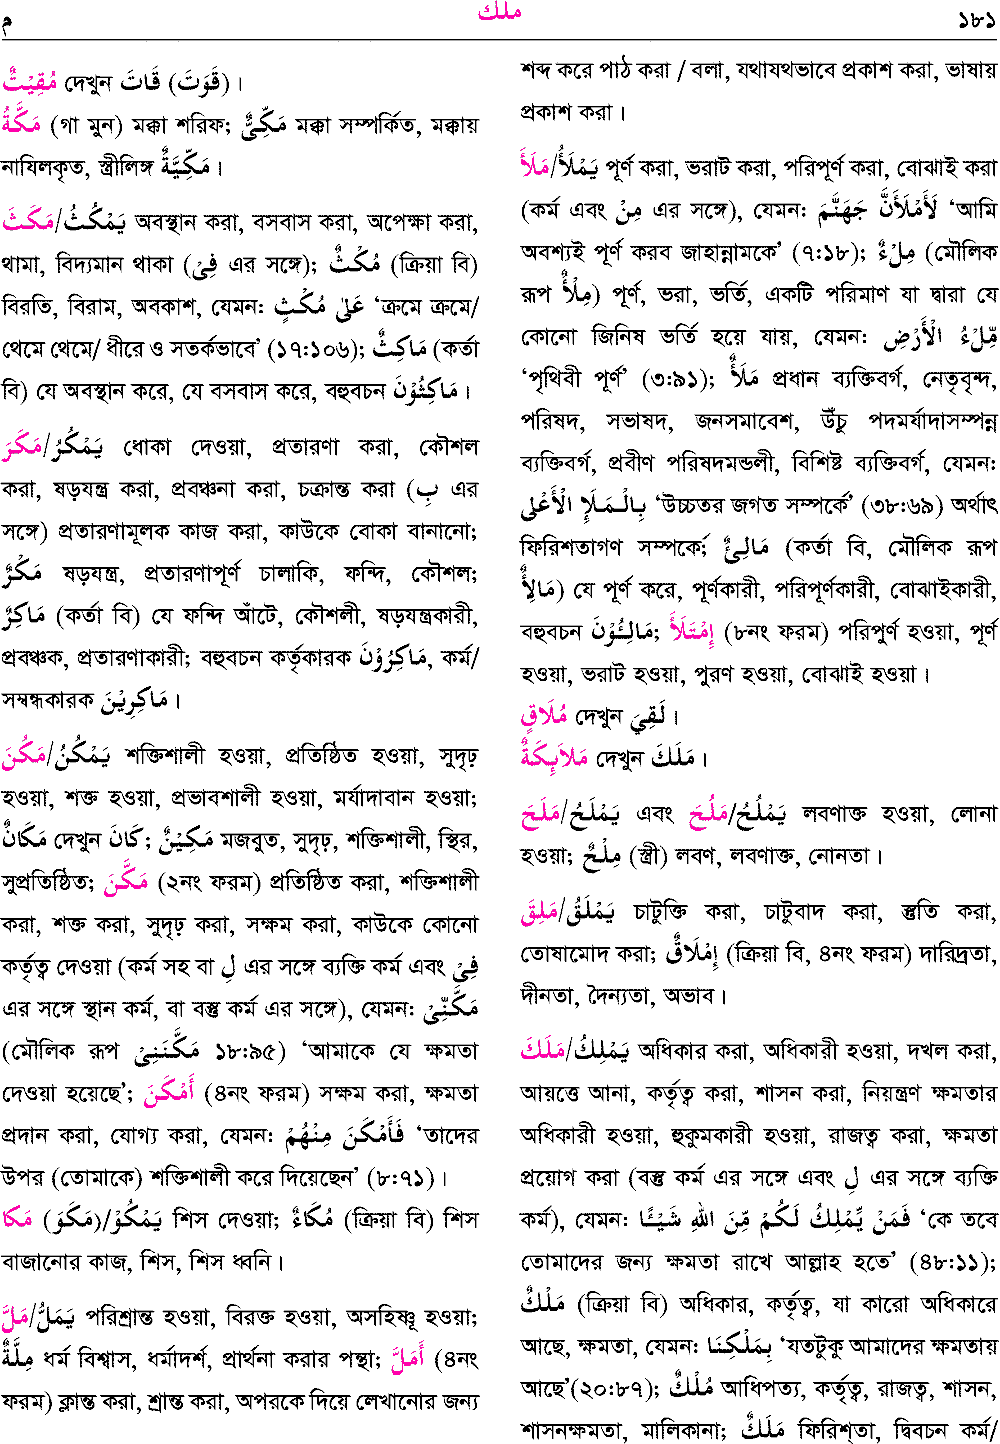 م ملك ১৮১
مُقِيْتٌ দেখুন قَاتَ (قَوَتَ)।
مَكَّةُ (গা মুন) মক্কা শরিফ; مَكِّىٌّ মক্কা সম্পর্কিত, মক্কায়
নাযিলকৃত, স্ত্রীলিঙ্গ مَكِّيَّةٌ।
مَكَثَ/يَمْكُثُ অবস্থান করা, বসবাস করা, অপেক্ষা করা,
থামা, বিদ্যমান থাকা (فِىْ এর সঙ্গে); مُكْثٌ (ক্রিয়া বি)
বিরতি, বিরাম, অবকাশ, যেমন: عَلٰى مُكْثٍ ‘ক্রমে ক্রমে/
থেমে থেমে/ ধীরে ও সতর্কভাবে’ (১৭:১০৬); مَاكِثٌ (কর্তা
বি) যে অবস্থান করে, যে বসবাস করে, বহুবচন مَاكِثُوْنَ।
مَكَرَ/يَمْكُرُ ধোকা দেওয়া, প্রতারণা করা, কৌশল
করা, ষড়যন্ত্র করা, প্রবঞ্চনা করা, চক্রান্ত করা (بِ এর
সঙ্গে) প্রতারণামূলক কাজ করা, কাউকে বোকা বানানো;
مَكْرٌ ষড়যন্ত্র, প্রতারণাপূর্ণ চালাকি, ফন্দি, কৌশল;
مَاكِرٌ (কর্তা বি) যে ফন্দি আঁটে, কৌশলী, ষড়যন্ত্রকারী,
প্রবঞ্চক, প্রতারণাকারী; বহুবচন কর্তৃকারক مَاكِرُوْنَ, কর্ম/
সম্বন্ধকারক مَاكِرِيْنَ।
مَكُنَ/يَمْكُنُ শক্তিশালী হওয়া, প্রতিষ্ঠিত হওয়া, সুদৃঢ়
হওয়া, শক্ত হওয়া, প্রভাবশালী হওয়া, মর্যাদাবান হওয়া;
مَكَانٌ দেখুন كَانَ; مَكِيْنٌ মজবুত, সুদৃঢ়, শক্তিশালী, স্থির,
সুপ্রতিষ্ঠিত; مَكَّنَ (২নং ফরম) প্রতিষ্ঠিত করা, শক্তিশালী
করা, শক্ত করা, সুদৃঢ় করা, সক্ষম করা, কাউকে কোনো
কর্তৃত্ব দেওয়া (কর্ম সহ বা لِ এর সঙ্গে ব্যক্তি কর্ম এবং فِىْ
এর সঙ্গে স্থান কর্ম, বা বস্তু কর্ম এর সঙ্গে), যেমন: مَكَّنِّىْ
(মৌলিক রূপ مَكَّنَنِىْ ১৮:৯৫) ‘আমাকে যে ক্ষমতা
দেওয়া হয়েছে’; أَمْكَنَ (৪নং ফরম) সক্ষম করা, ক্ষমতা
প্রদান করা, যোগ্য করা, যেমন: فَأَمْكَنَ مِنْهُمْ ‘তাদের
উপর (তোমাকে) শক্তিশালী করে দিয়েছেন’ (৮:৭১)।
مَكا (مَكَوَ)/يَمْكُوْ শিস দেওয়া; مُكَاءٌ (ক্রিয়া বি) শিস
বাজানোর কাজ, শিস, শিস ধ্বনি।
مَلَّ/يَمَلُّ পরিশ্রান্ত হওয়া, বিরক্ত হওয়া, অসহিষ্ণূ হওয়া;
مِلَّةٌ ধর্ম বিশ্বাস, ধর্মাদর্শ, প্রার্থনা করার পন্থা; أَمَلَّ (৪নং
ফরম) ক্লান্ত করা, শ্রান্ত করা, অপরকে দিয়ে লেখানোর জন্য
শব্দ করে পাঠ করা / বলা, যথাযথভাবে প্রকাশ করা, ভাষায়
প্রকাশ করা।
مَلَأَ/يَمْلَأُ পূর্ণ করা, ভরাট করা, পরিপূর্ণ করা, বোঝাই করা
(কর্ম এবং مِنْ এর সঙ্গে), যেমন: لَأَمْلَأَنَّ جَهَنَّمَ ‘আমি
অবশ্যই পূর্ণ করব জাহান্নামকে’ (৭:১৮); مِلْءٌ (মৌলিক
রূপ مِلْأٌ) পূর্ণ, ভরা, ভর্তি, একটি পরিমাণ যা দ্বারা যে
কোনো জিনিষ ভর্তি হয়ে যায়, যেমন: مِّلْءُ الْأَرْضِ
‘পৃথিবী পূর্ণ’ (৩:৯১); مَلَأٌ প্রধান ব্যক্তিবর্গ, নেতৃবৃন্দ,
পরিষদ, সভাষদ, জনসমাবেশ, উঁচু পদমর্যাদাসম্পন্ন
ব্যক্তিবর্গ, প্রবীণ পরিষদমন্ডলী, বিশিষ্ট ব্যক্তিবর্গ, যেমন:
بِالْمَلَإِ الْأَعْلٰى ‘উচ্চতর জগত সম্পর্কে’ (৩৮:৬৯) অর্থাৎ
ফিরিশতাগণ সম্পর্কে; مَالِئٌ (কর্তা বি, মৌলিক রূপ
مَالِأٌ) যে পূর্ণ করে, পূর্ণকারী, পরিপূর্ণকারী, বোঝাইকারী,
বহুবচন مَالِئُوْنَ; إِمْتَلَأَ (৮নং ফরম) পরিপুর্ণ হওয়া, পূর্ণ
হওয়া, ভরাট হওয়া, পুরণ হওয়া, বোঝাই হওয়া।
مُلَاقٍ দেখুন لَقِيَ।
مَلاَئِكَةٌ দেখুন مَلَكَ।
مَلَحَ/يَمْلَحُ এবং مَلُحَ/يَمْلُحُ লবণাক্ত হওয়া, লোনা
হওয়া; مِلْحٌ (স্ত্রী) লবণ, লবণাক্ত, নোনতা।
مَلِقَ/يَمْلَقُ চাটুক্তি করা, চাটুবাদ করা, স্তুতি করা,
তোষামোদ করা; إِمْلَاقٌ (ক্রিয়া বি, ৪নং ফরম) দারিদ্রতা,
দীনতা, দৈন্যতা, অভাব।
مَلَكَ/يَمْلِكُ অধিকার করা, অধিকারী হওয়া, দখল করা,
আয়ত্তে আনা, কর্তৃত্ব করা, শাসন করা, নিয়ন্ত্রণ ক্ষমতার
অধিকারী হওয়া, হুকুমকারী হওয়া, রাজত্ব করা, ক্ষমতা
প্রয়োগ করা (বস্তু কর্ম এর সঙ্গে এবং لِ এর সঙ্গে ব্যক্তি
কর্ম), যেমন: فَمَنْ يَّمْلِكُ لَكُمْ مِّنَ اللهِ شَيْئًا ‘কে তবে
তোমাদের জন্য ক্ষমতা রাখে আল্লাহ হতে’ (৪৮:১১);
مَلْكٌ (ক্রিয়া বি) অধিকার, কর্তৃত্ব, যা কারো অধিকারে
আছে, ক্ষমতা, যেমন: بِمَلْكِنَا ‘যতটুকু আমাদের ক্ষমতায়
আছে’(২০:৮৭); مُلْكٌ আধিপত্য, কর্তৃত্ব, রাজত্ব, শাসন,
শাসনক্ষমতা, মালিকানা; مَلَكٌ ফিরিশ্তা, দ্বিবচন কর্ম/